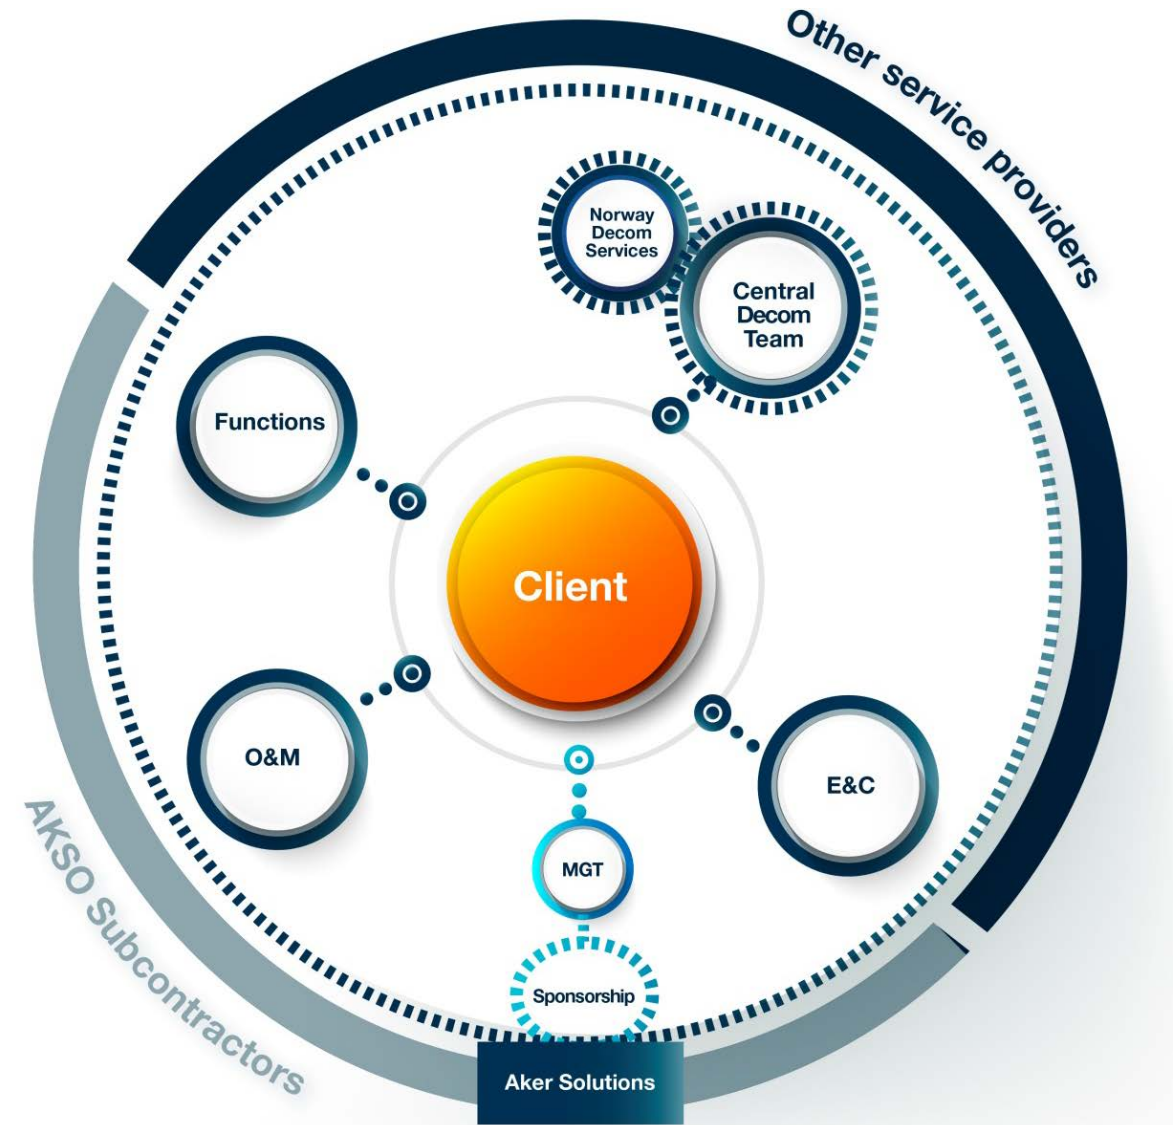 Other service providers
Norway
Decom
Services
Central
Decom
Team
Functions
Client
O&M
E&C
MGT
Sponsorship
AKSO Subcontractors
Aker Solutions